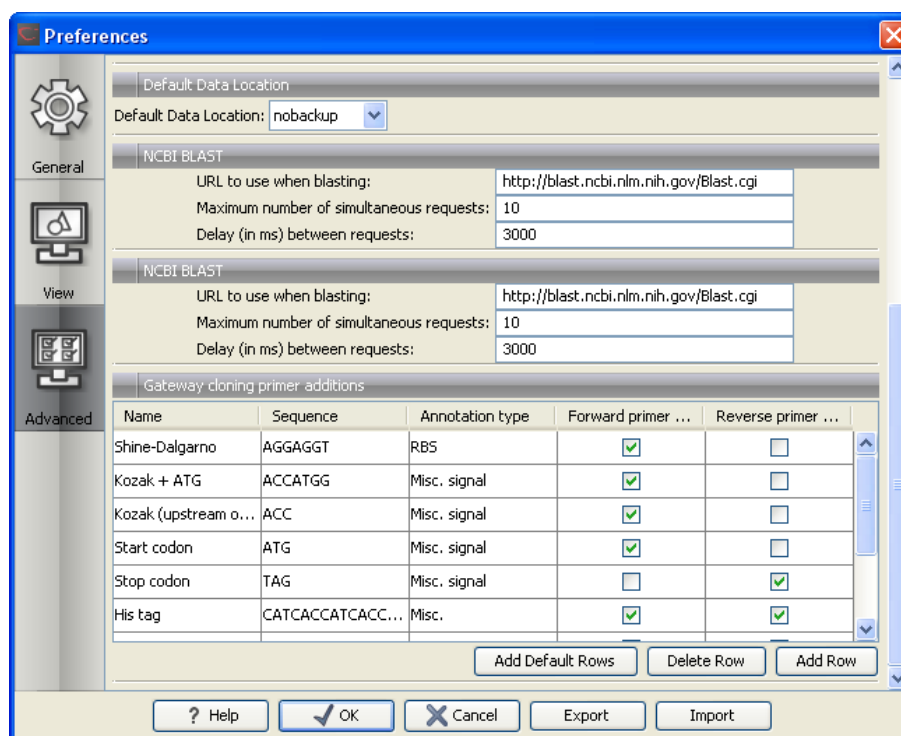 Preferences
General
View
Advanced
Default Data Location
Default Data Location: nobackup
NCBI BLAST
URL to use when blasting: http://blast.ncbi.nlm.nih.gov/Blast.cgi
Maximum number of simultaneous requests: 10
Delay (in ms) between requests: 3000
NCBI BLAST
URL to use when blasting: http://blast.ncbi.nlm.nih.gov/Blast.cgi
Maximum number of simultaneous requests: 10
Delay (in ms) between requests: 3000
Gateway cloning primer additions
Name Sequence Annotation type Forward primer ... Reverse primer ...
Shine-Dalgarno AGGAGGT RBS
Kozak + ATG ACCATGG Misc. signal
Kozak (upstream o... ACC Misc. signal
Start codon ATG Misc. signal
Stop codon TAG Misc. signal
His tag CATCACCATCACC... Misc.
Add Default Rows Delete Row Add Row
? Help OK Cancel Export Import